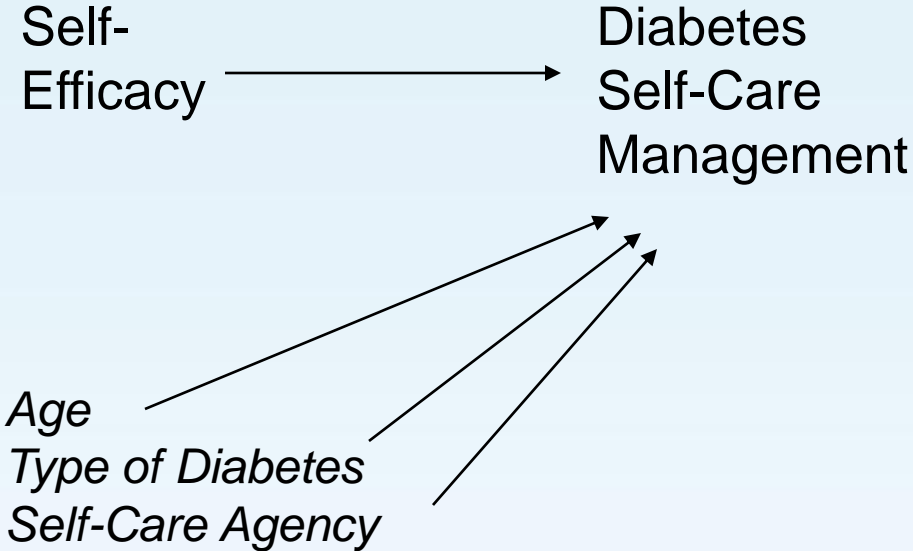 Self-
Efficacy
Diabetes
Self-Care
Management
Age
Type of Diabetes
Self-Care Agency